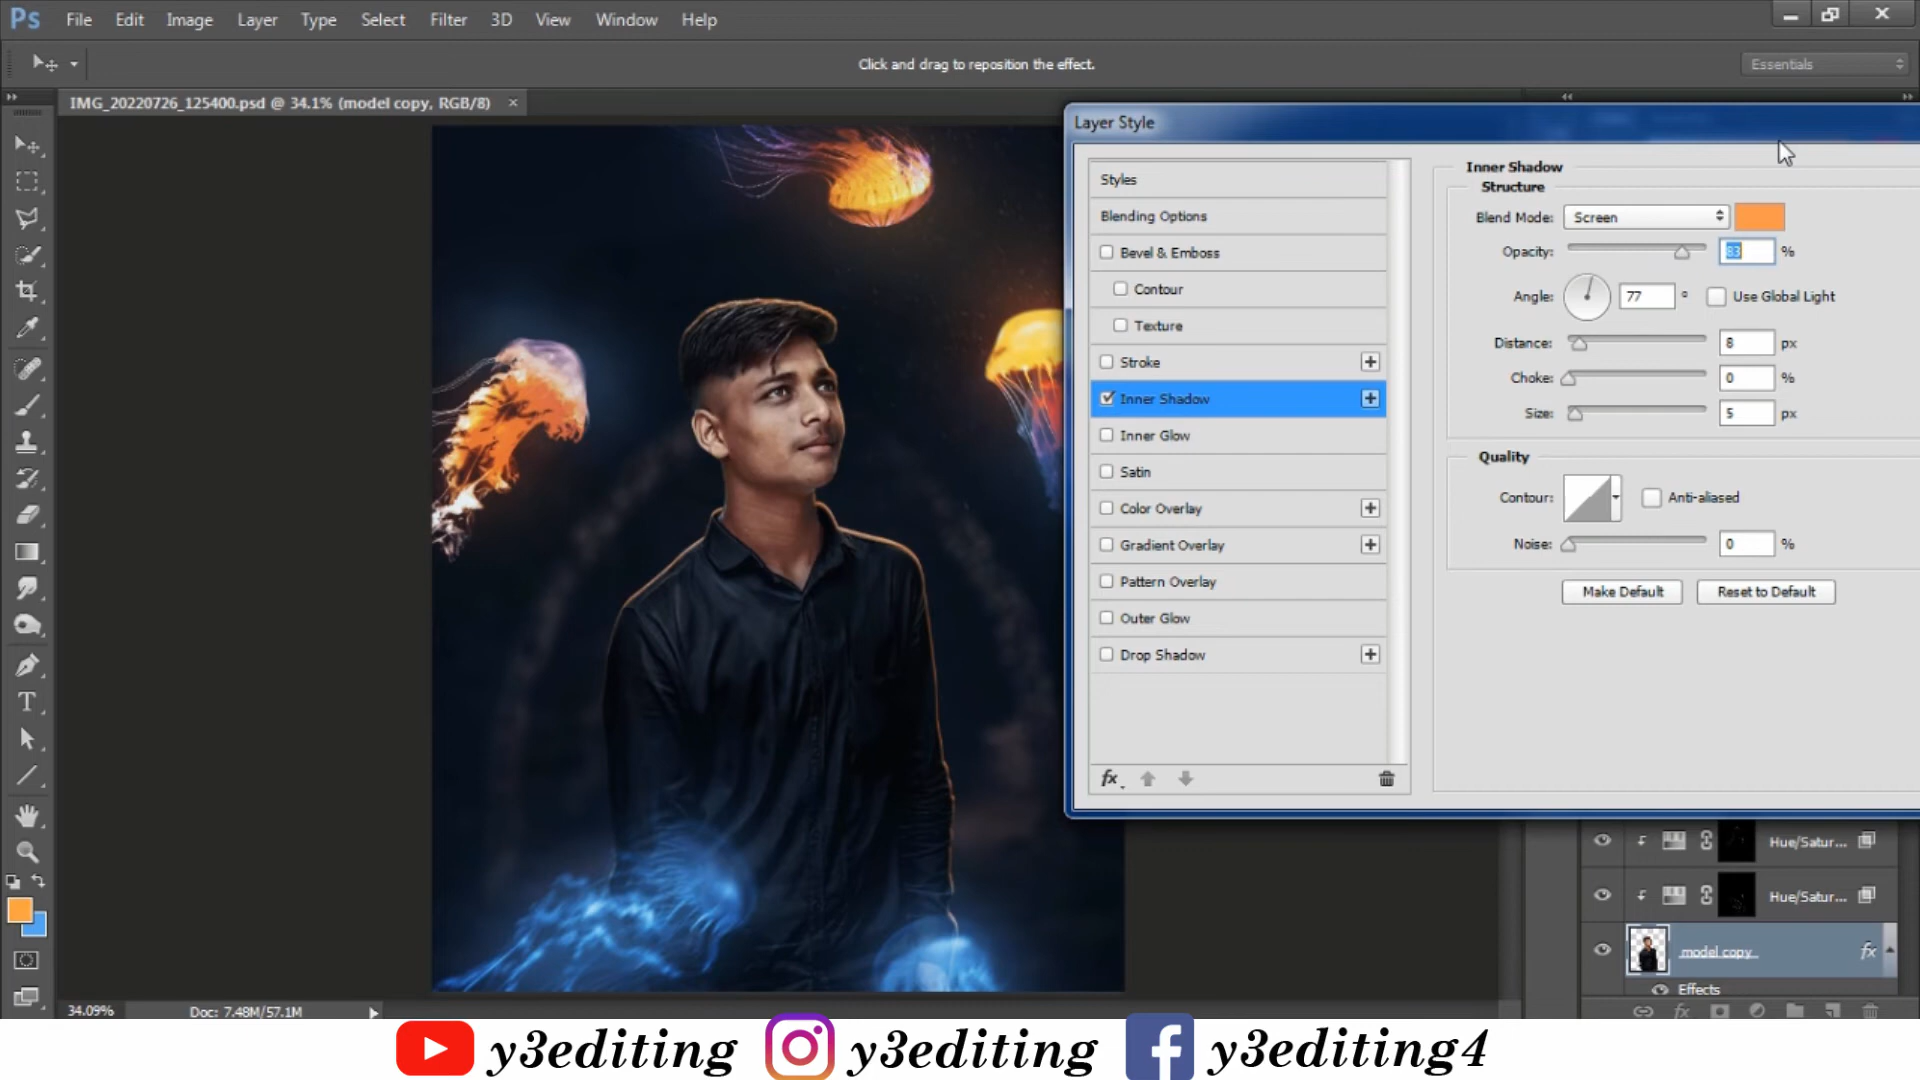 Ps File Edit Image Layer Type Select Filter 3D View Window Help
Click and drag to reposition the effect. Essentials
IMG_20220726_125400.psd @ 34.1% (model copy, RGB/8) ×
Layer Style
Styles
Blending Options
Bevel & Emboss
Contour
Texture
Stroke
Inner Shadow
Inner Glow
Satin
Color Overlay
Gradient Overlay
Pattern Overlay
Outer Glow
Drop Shadow
fx
Inner Shadow
Structure
Blend Mode: Screen
Opacity: 83 %
Angle: 77 ° Use Global Light
Distance: 8 px
Choke: 0 %
Size: 5 px
Quality
Contour: Anti-aliased
Noise: 0 %
Make Default Reset to Default
Hue/Satur...
Hue/Satur...
model copy fx
Effects
34.09% Doc: 7.48M/57.1M
y3editing y3editing y3editing4